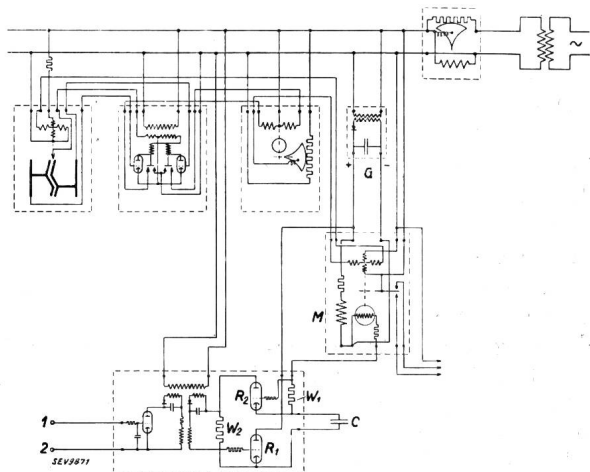 ~
+ -
G
M
R₂ W₁
1 W₂ C
2 R₁
SEV9871